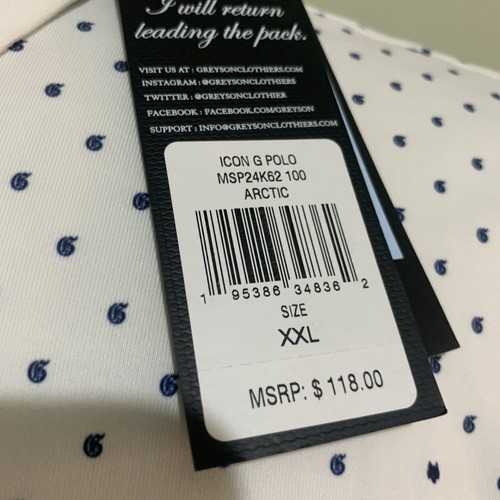 I will return
leading the pack.
VISIT US AT : GREYSONCLOTHIERS.COM
INSTAGRAM : @GREYSONCLOTHIERS
TWITTER : @GREYSONCLOTHIER
FACEBOOK : FACEBOOK.COM/GREYSON
SUPPORT : INFO@GREYSONCLOTHIERS.COM
ICON G POLO
MSP24K62 100
ARCTIC
1 95386 34836 2
SIZE
XXL
MSRP: $ 118.00